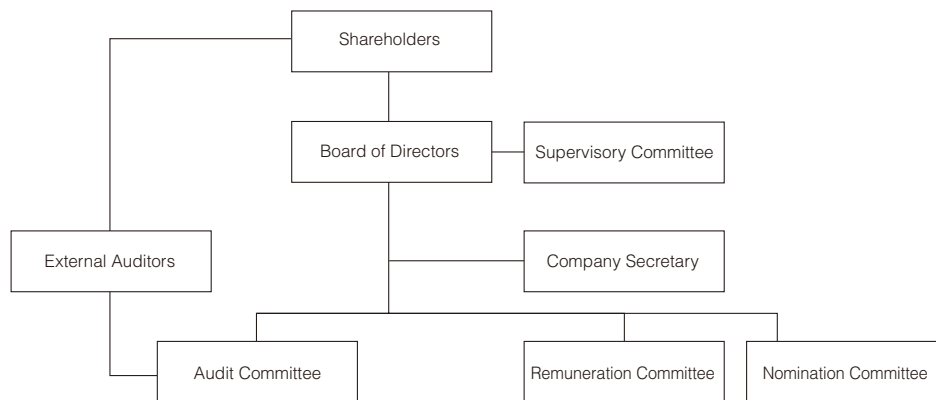 Shareholders
Board of Directors
Supervisory Committee
External Auditors
Company Secretary
Audit Committee
Remuneration Committee
Nomination Committee